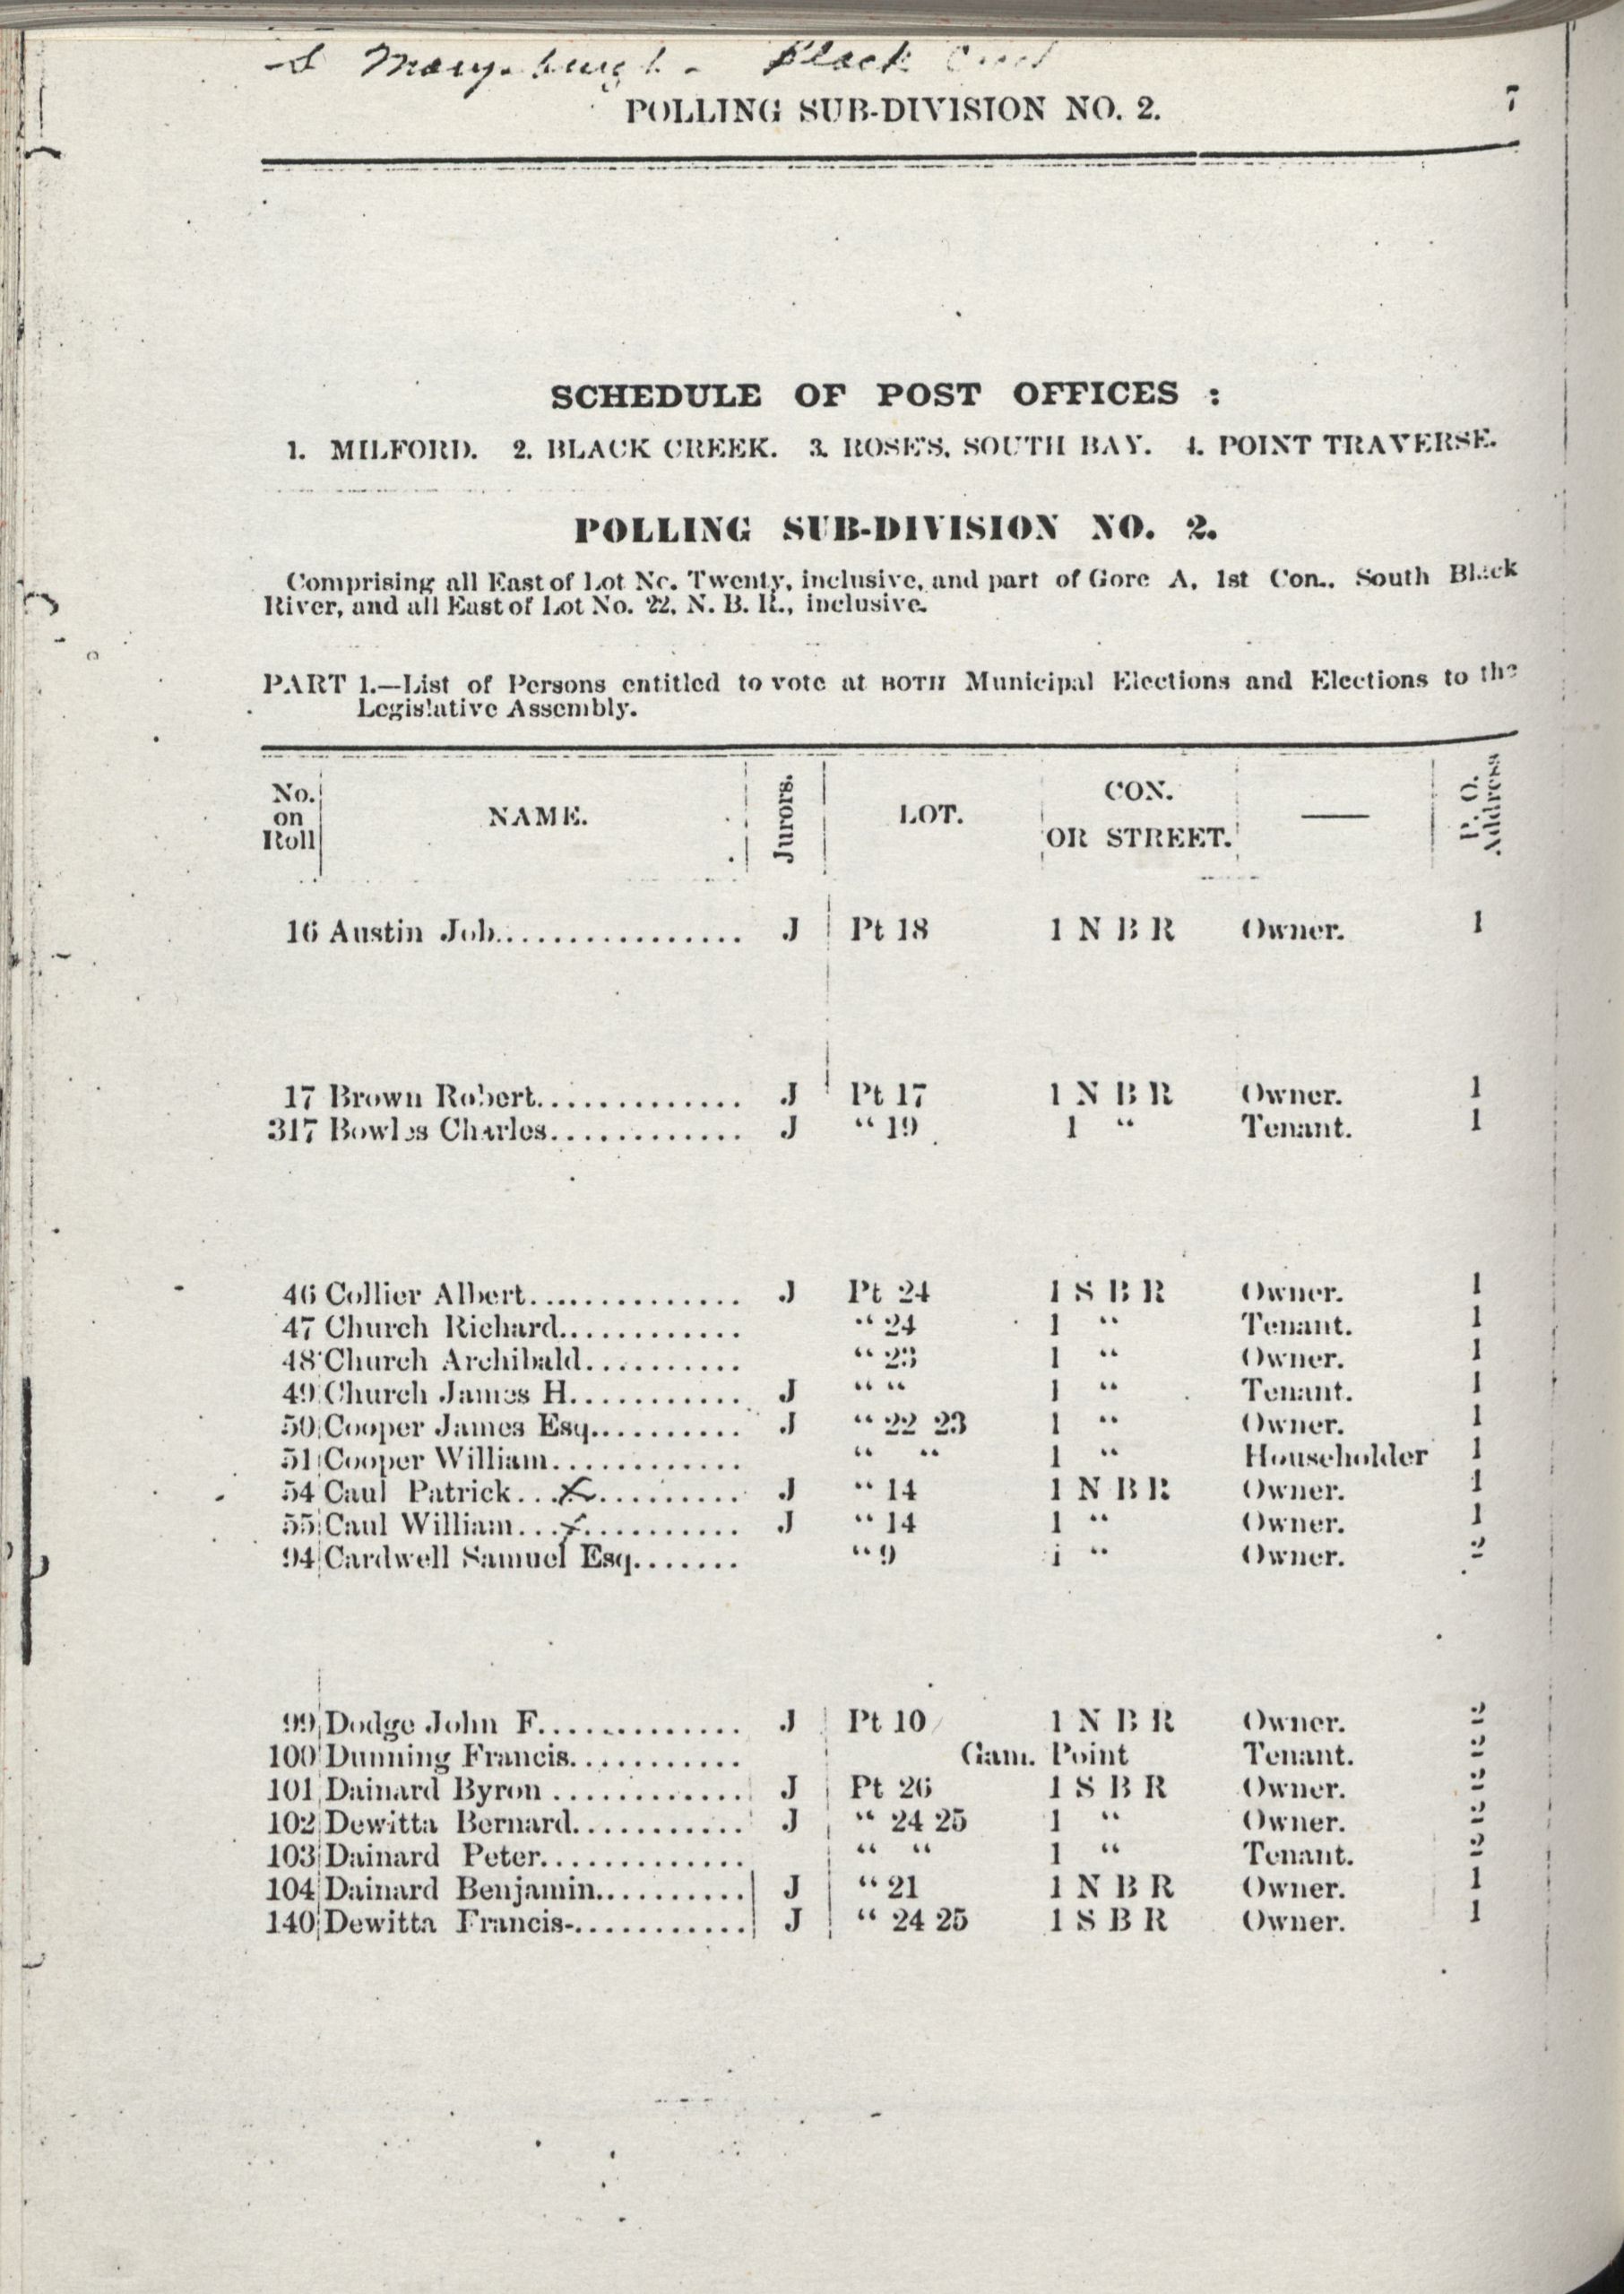 S Marysburgh - Black Creek
POLLING SUB-DIVISION NO. 2. 7
SCHEDULE OF POST OFFICES :
1. MILFORD. 2. BLACK CREEK. 3. ROSE'S, SOUTH BAY. 4. POINT TRAVERSE.
POLLING SUB-DIVISION NO. 2.
Comprising all East of Lot No. Twenty, inclusive, and part of Gore A, 1st Con., South Black
River, and all East of Lot No. 22, N. B. R., inclusive.
PART 1.—List of Persons entitled to vote at BOTH Municipal Elections and Elections to the
Legislative Assembly.
No. on Roll NAME. Jurors. LOT. CON. OR STREET. — P. O. Address
16 Austin Job................ J Pt 18 1 N B R Owner. 1
17 Brown Robert............. J Pt 17 1 N B R Owner. 1
317 Bowles Charles............ J “ 19 1 “ Tenant. 1
46 Collier Albert.............. J Pt 24 1 S B R Owner. 1
47 Church Richard............ “ 24 1 “ Tenant. 1
48 Church Archibald.......... “ 23 1 “ Owner. 1
49 Church James H........... J “ “ 1 “ Tenant. 1
50 Cooper James Esq.......... J “ 22 23 1 “ Owner. 1
51 Cooper William............ “ “ 1 “ Householder 1
54 Caul Patrick...x.......... J “ 14 1 N B R Owner. 1
55 Caul William...x.......... J “ 14 1 “ Owner. 1
94 Cardwell Samuel Esq....... “ 9 1 “ Owner. 2
99 Dodge John F............. J Pt 10 1 N B R Owner. 2
100 Dunning Francis........... Gam. Point Tenant. 2
101 Dainard Byron ............. J Pt 26 1 S B R Owner. 2
102 Dewitta Bernard........... J “ 24 25 1 “ Owner. 2
103 Dainard Peter............. “ “ 1 “ Tenant. 2
104 Dainard Benjamin.......... J “ 21 1 N B R Owner. 1
140 Dewitta Francis-........... J “ 24 25 1 S B R Owner. 1